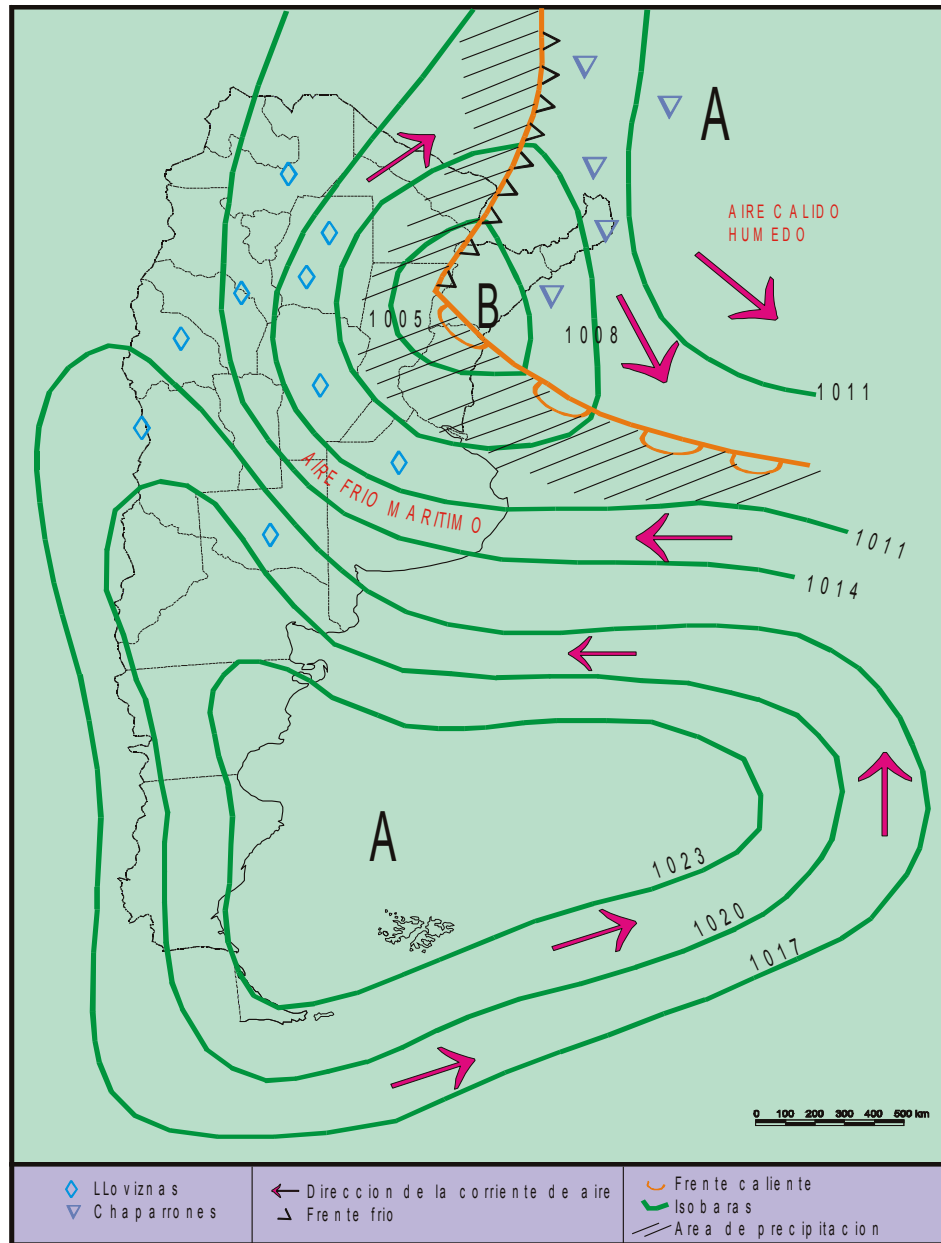 A
AIRE CALIDO
HUMEDO
B
1005
1008
1011
AIRE FRIO MARITIMO
1011
1014
A
1023
1020
1017
0 100 200 300 400 500 km
LLoviznas
Chaparrones
Direccion de la corriente de aire
Frente frio
Frente caliente
Isobaras
Area de precipitacion